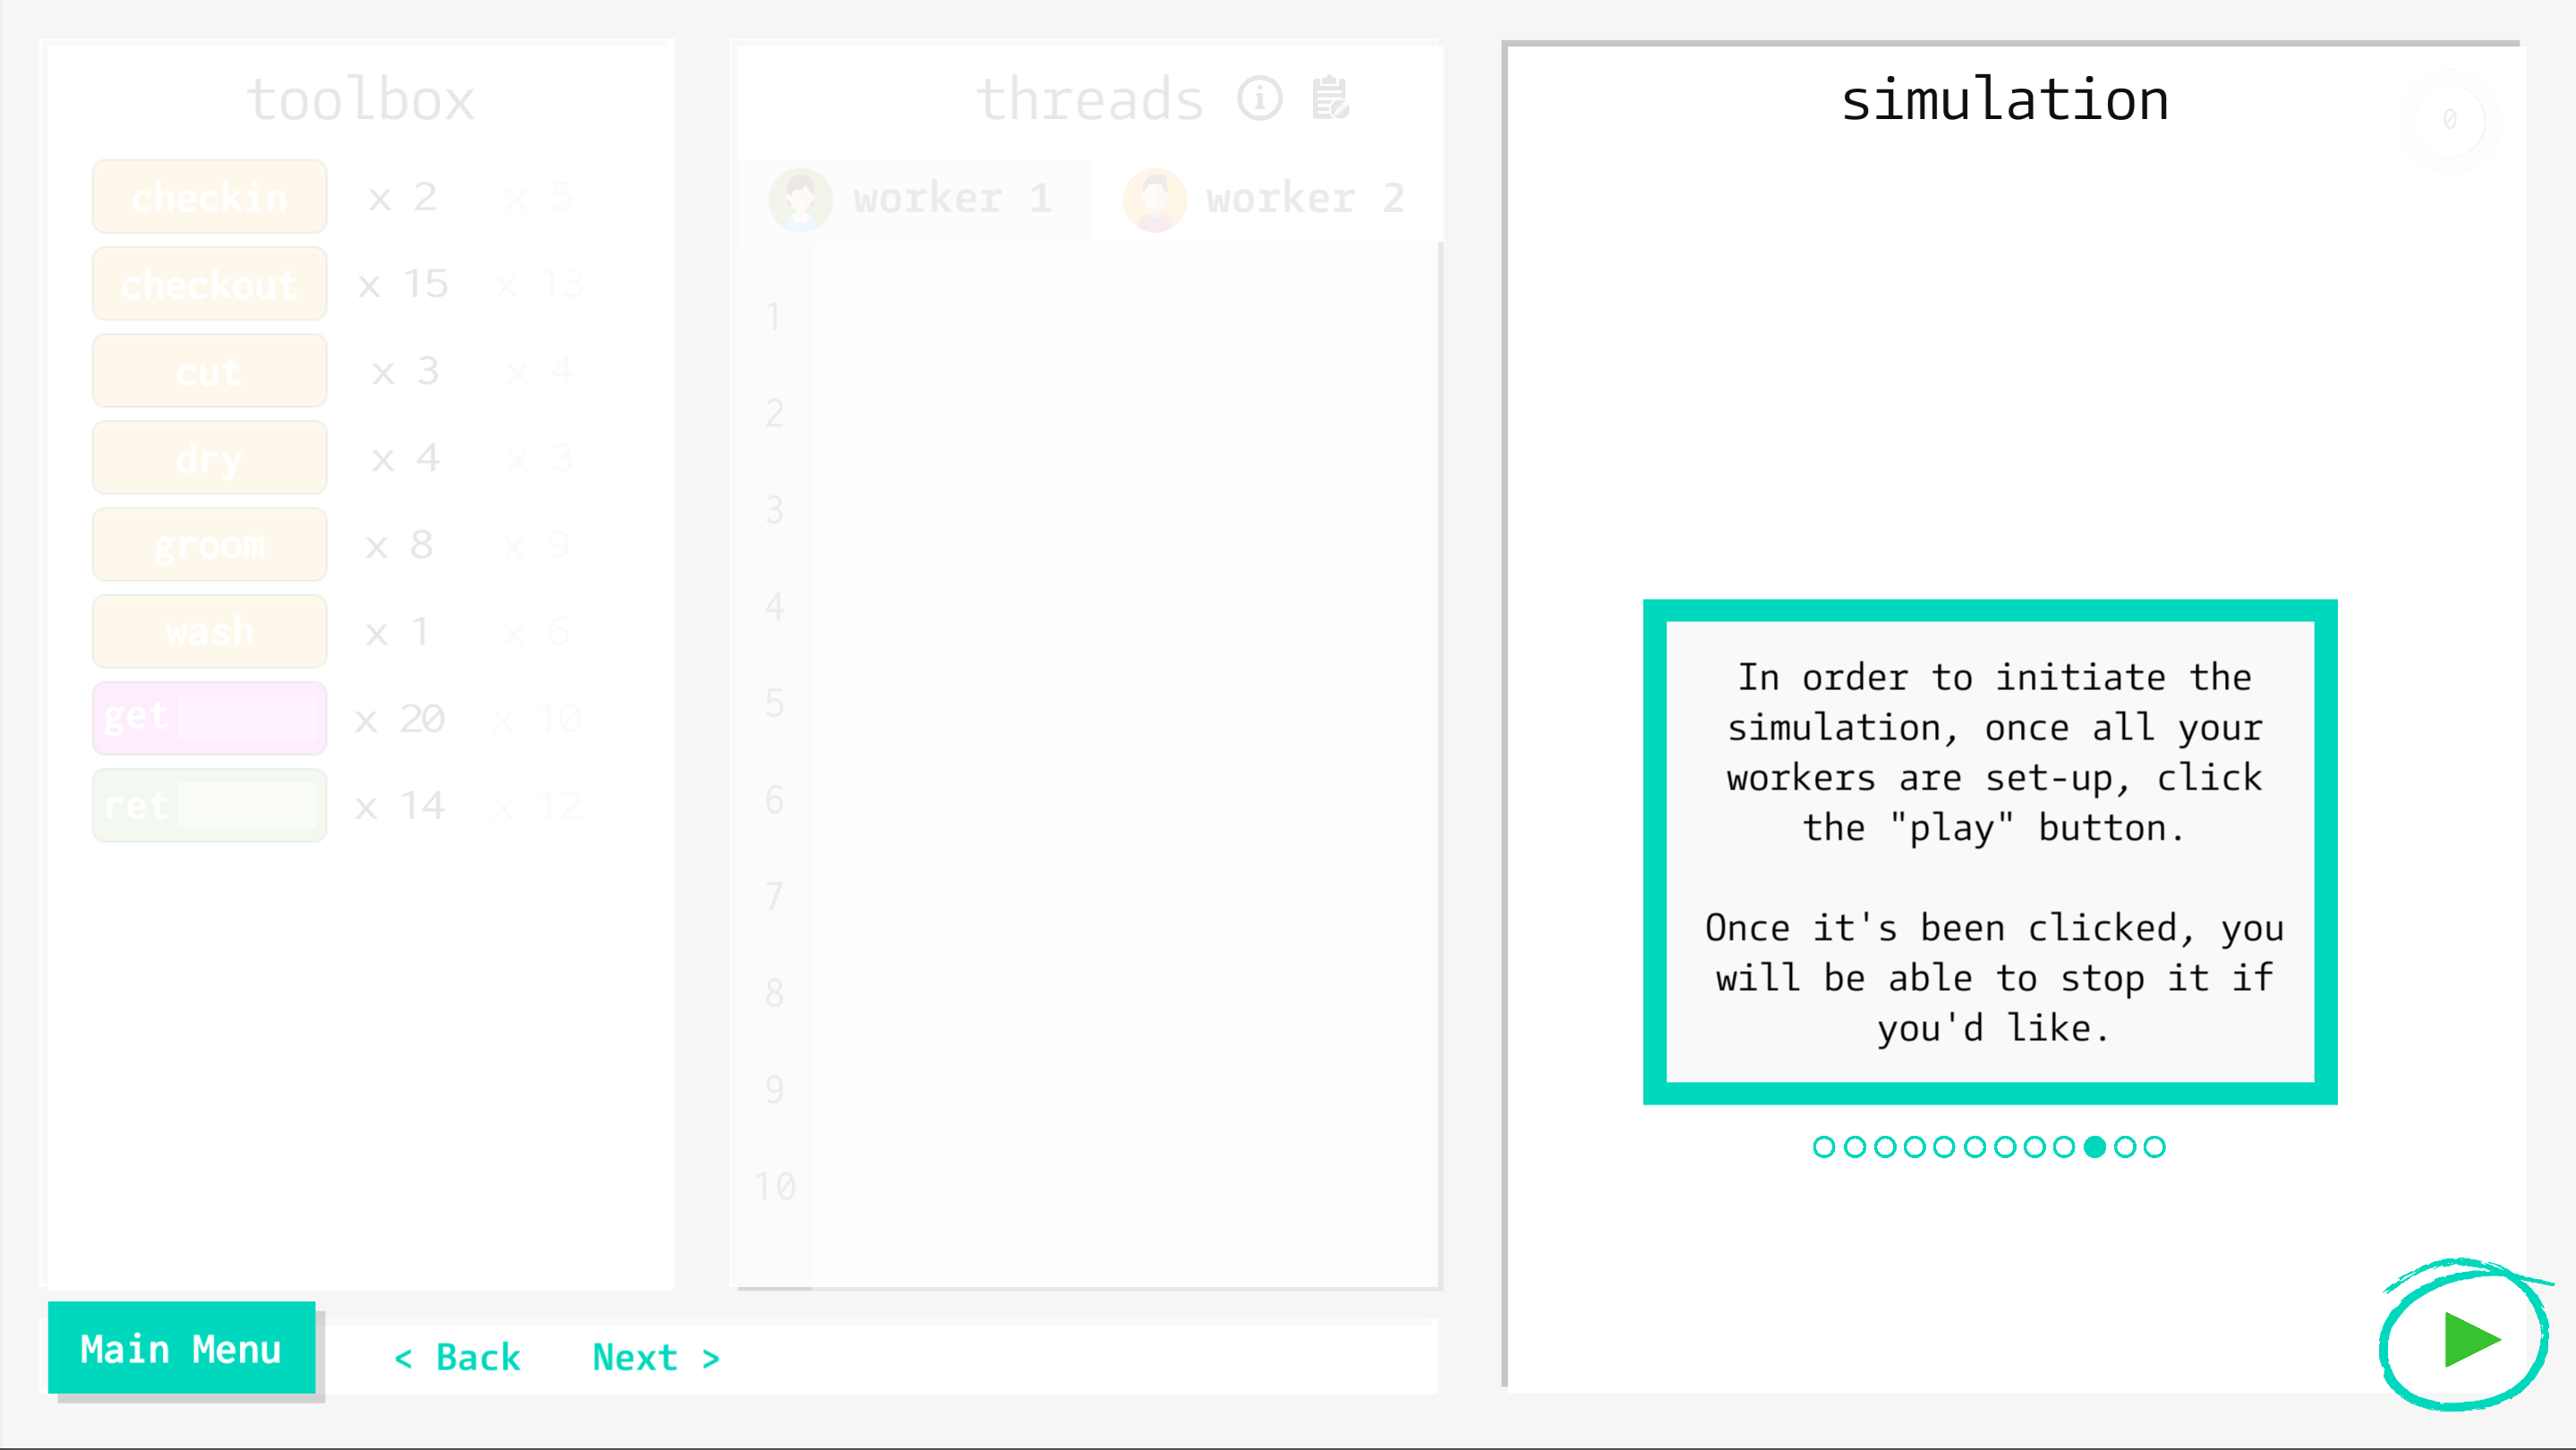 toolbox
checkin x 2 x 5
checkout x 15 x 13
cut x 3 x 4
dry x 4 x 3
groom x 8 x 9
wash x 1 x 6
get x 20 x 10
ret x 14 x 12
threads
worker 1 worker 2
1
2
3
4
5
6
7
8
9
10
simulation
0
In order to initiate the
simulation, once all your
workers are set-up, click
the "play" button.
Once it's been clicked, you
will be able to stop it if
you'd like.
Main Menu
< Back Next >